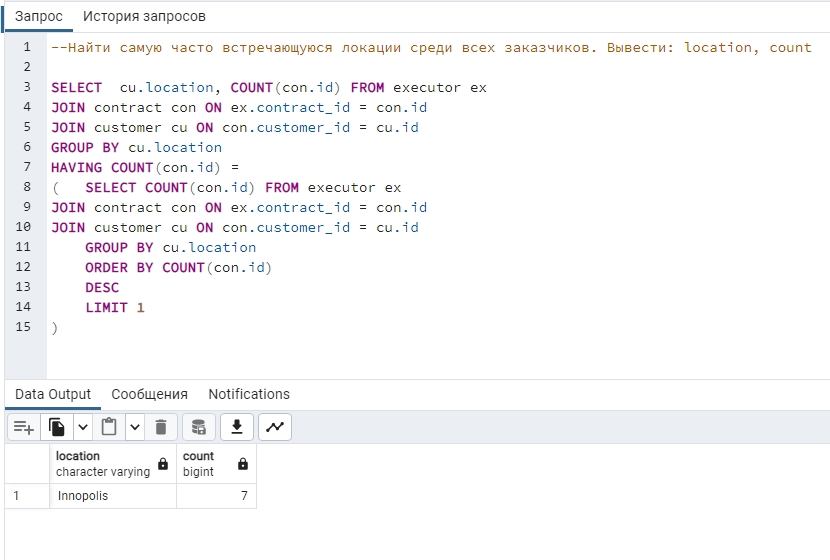 Запрос История запросов
1 --Найти самую часто встречающуюся локации среди всех заказчиков. Вывести: location, count
2
3 SELECT  cu.location, COUNT(con.id) FROM executor ex
4 JOIN contract con ON ex.contract_id = con.id
5 JOIN customer cu ON con.customer_id = cu.id
6 GROUP BY cu.location
7 HAVING COUNT(con.id) =
8 (   SELECT COUNT(con.id) FROM executor ex
9 JOIN contract con ON ex.contract_id = con.id
10 JOIN customer cu ON con.customer_id = cu.id
11     GROUP BY cu.location
12     ORDER BY COUNT(con.id)
13     DESC
14     LIMIT 1
15 )
Data Output Сообщения Notifications
location count
character varying bigint
1 Innopolis 7